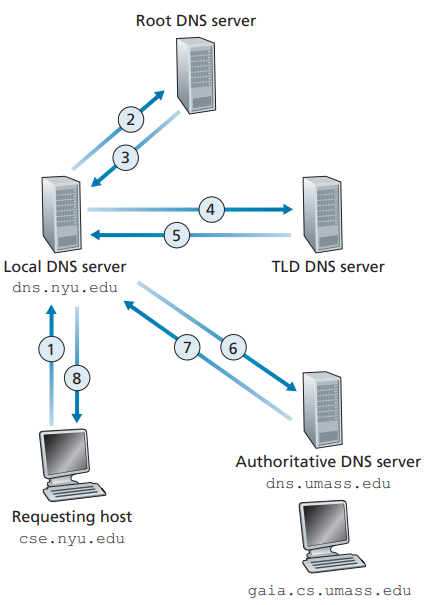 Root DNS server
2
3
4
5
Local DNS server
dns.nyu.edu
TLD DNS server
1
8
7
6
Authoritative DNS server
dns.umass.edu
Requesting host
cse.nyu.edu
gaia.cs.umass.edu